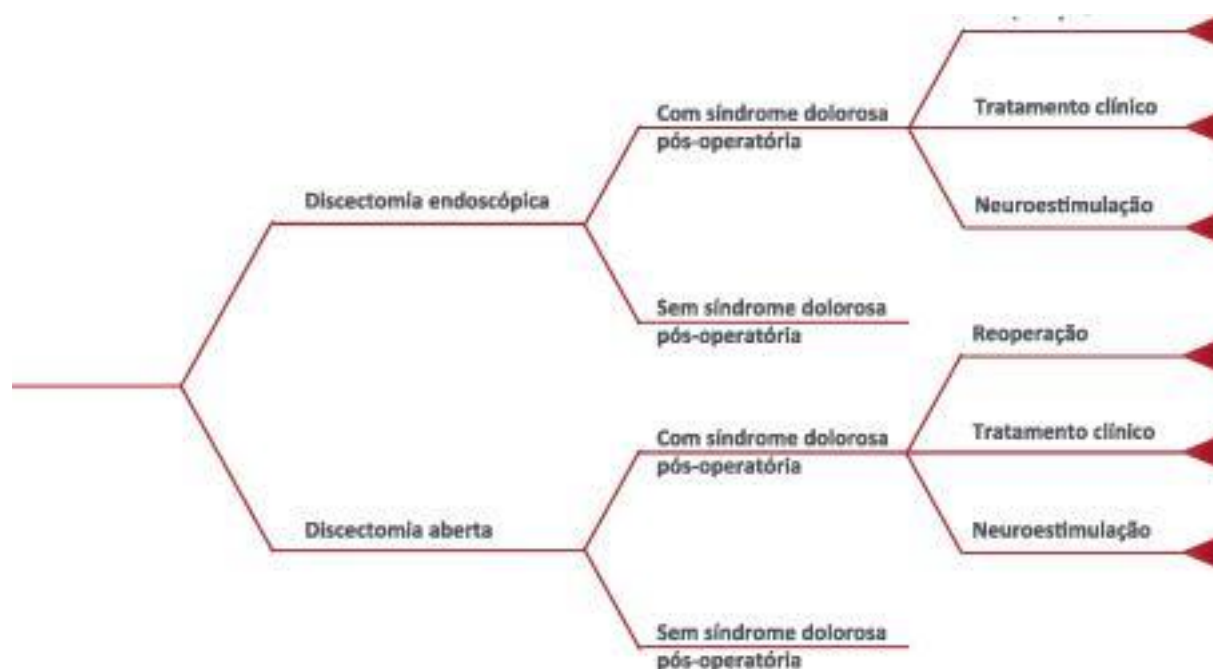 Tratamento clínico
Com síndrome dolorosa
pós-operatória
Neuroestimulação
Discectomia endoscópica
Sem síndrome dolorosa
pós-operatória
Reoperação
Tratamento clínico
Com síndrome dolorosa
pós-operatória
Neuroestimulação
Discectomia aberta
Sem síndrome dolorosa
pós-operatória